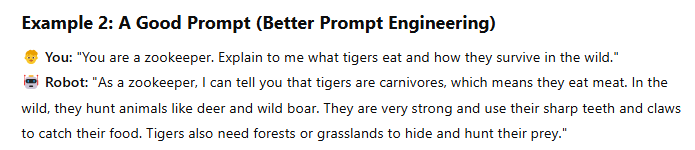 Example 2: A Good Prompt (Better Prompt Engineering)
You: "You are a zookeeper. Explain to me what tigers eat and how they survive in the wild."
Robot: "As a zookeeper, I can tell you that tigers are carnivores, which means they eat meat. In the
wild, they hunt animals like deer and wild boar. They are very strong and use their sharp teeth and claws
to catch their food. Tigers also need forests or grasslands to hide and hunt their prey."